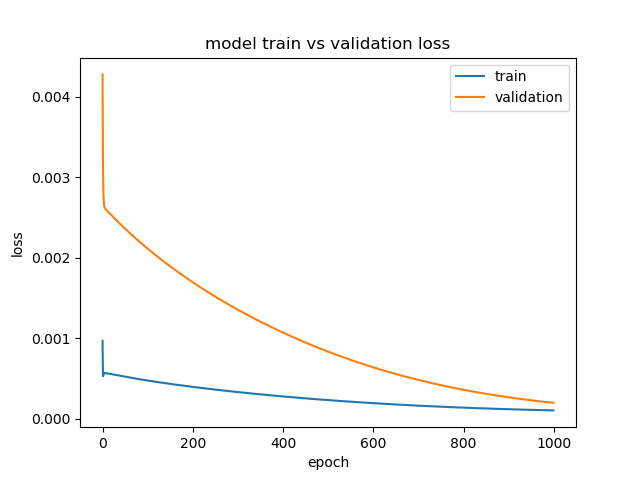 model train vs validation loss
train
validation
0.004
0.003
0.002
0.001
0.000
loss
0 200 400 600 800 1000
epoch